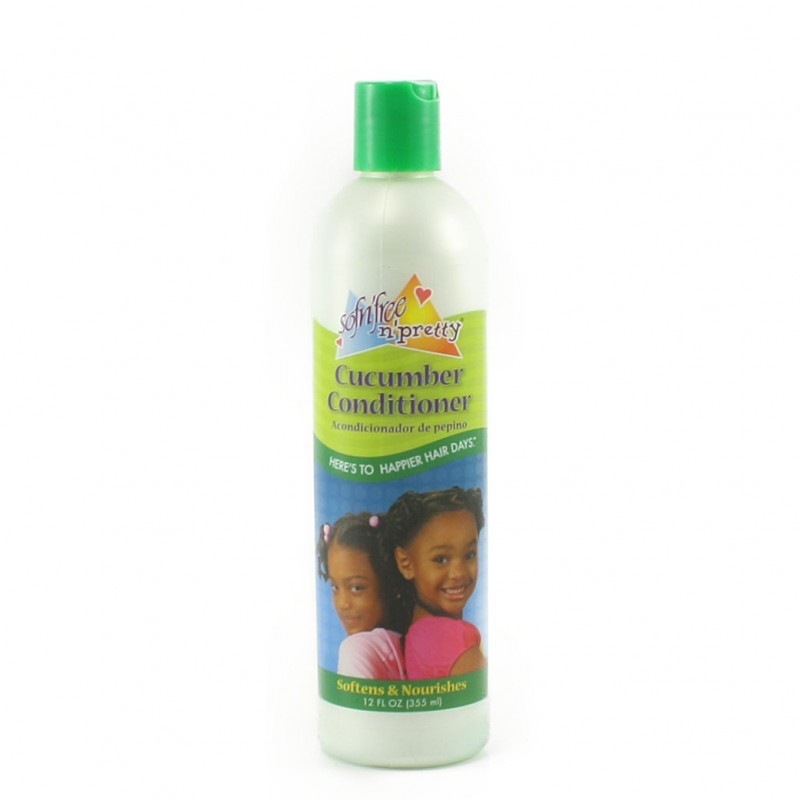 sofn'free
n'pretty
Cucumber
Conditioner
Acondicionador de pepino
HERE'S TO HAPPIER HAIR DAYS.™
Softens & Nourishes
12 FL OZ (355 ml)